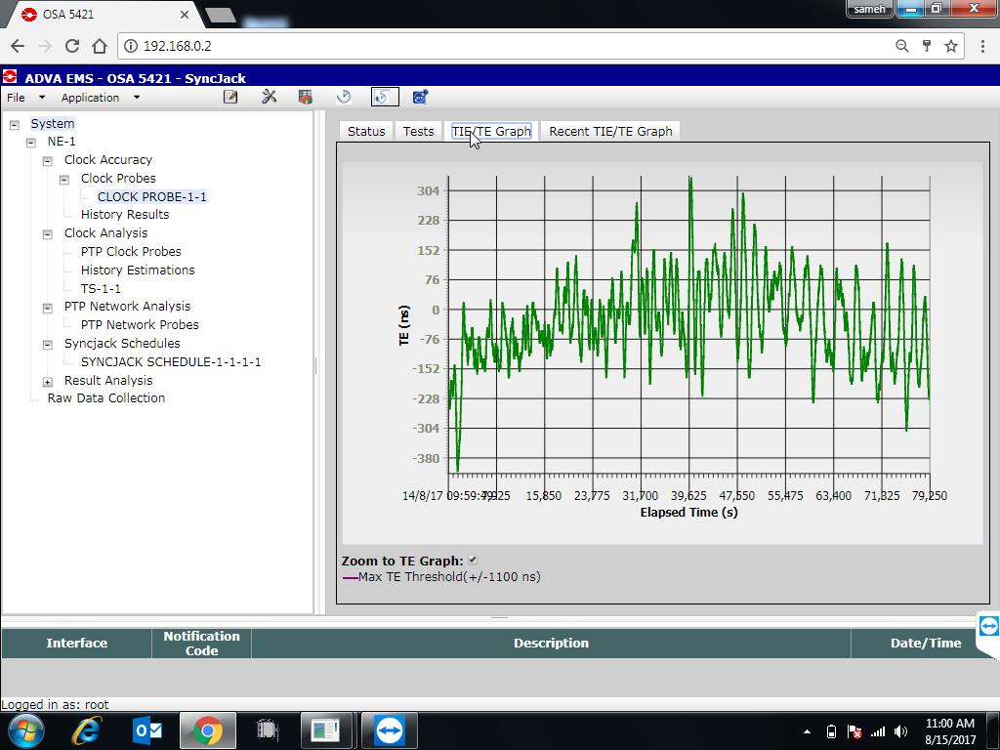 OSA 5421
sameh
192.168.0.2
ADVA EMS - OSA 5421 - SyncJack
File Application
System
NE-1
Clock Accuracy
Clock Probes
CLOCK PROBE-1-1
History Results
Clock Analysis
PTP Clock Probes
History Estimations
TS-1-1
PTP Network Analysis
PTP Network Probes
Syncjack Schedules
SYNCJACK SCHEDULE-1-1-1-1
Result Analysis
Raw Data Collection
Status Tests TIE/TE Graph Recent TIE/TE Graph
304
228
152
76
0
-76
-152
-228
-304
-380
TE (ns)
14/8/17 09:59:4 7,925 15,850 23,775 31,700 39,625 47,550 55,475 63,400 71,325 79,250
Elapsed Time (s)
Zoom to TE Graph:
Max TE Threshold(+/-1100 ns)
Interface Notification Code Description Date/Time
Logged in as: root
11:00 AM
8/15/2017